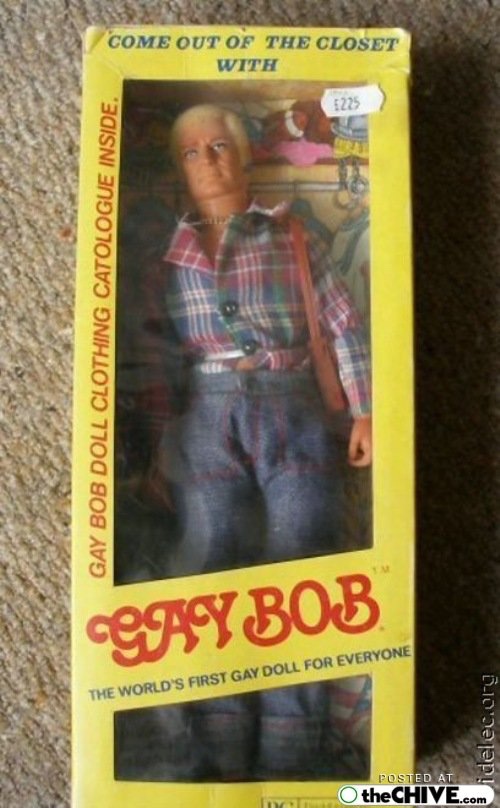 COME OUT OF THE CLOSET
WITH
£225
GAY BOB DOLL CLOTHING CATOLOGUE INSIDE.
GAY BOB TM
THE WORLD'S FIRST GAY DOLL FOR EVERYONE
POSTED AT
theCHIVE.com